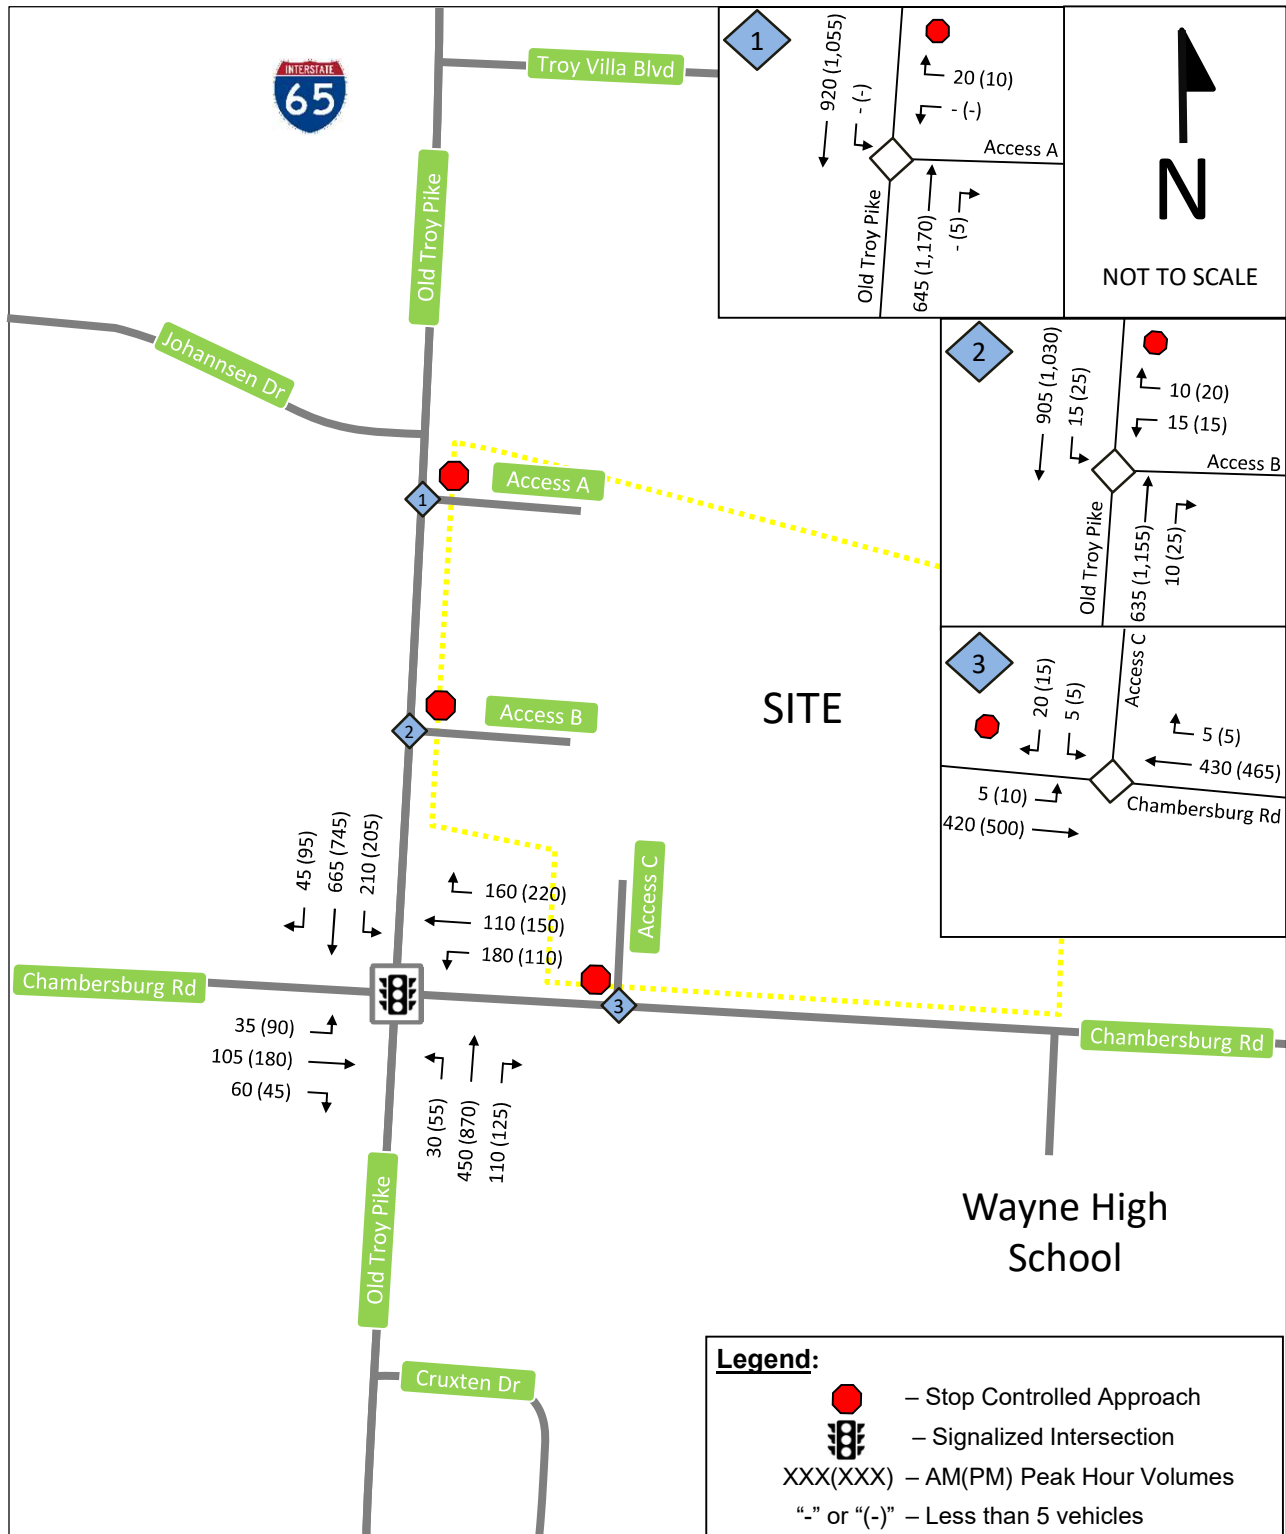 INTERSTATE
65
Troy Villa Blvd
Old Troy Pike
Johannsen Dr
1
920 (1,055)
- (-)
20 (10)
- (-)
Access A
Old Troy Pike
645 (1,170)
- (5)
N
NOT TO SCALE
2
905 (1,030)
15 (25)
10 (20)
15 (15)
Access B
Old Troy Pike
635 (1,155)
10 (25)
3
20 (15)
5 (5)
Access C
5 (5)
430 (465)
5 (10)
420 (500)
Chambersburg Rd
1
Access A
2
Access B
SITE
45 (95)
665 (745)
210 (205)
160 (220)
110 (150)
180 (110)
Access C
3
Chambersburg Rd
Chambersburg Rd
35 (90)
105 (180)
60 (45)
30 (55)
450 (870)
110 (125)
Old Troy Pike
Wayne High
School
Cruxten Dr
Legend:
– Stop Controlled Approach
– Signalized Intersection
XXX(XXX) – AM(PM) Peak Hour Volumes
“-” or “(-)” – Less than 5 vehicles